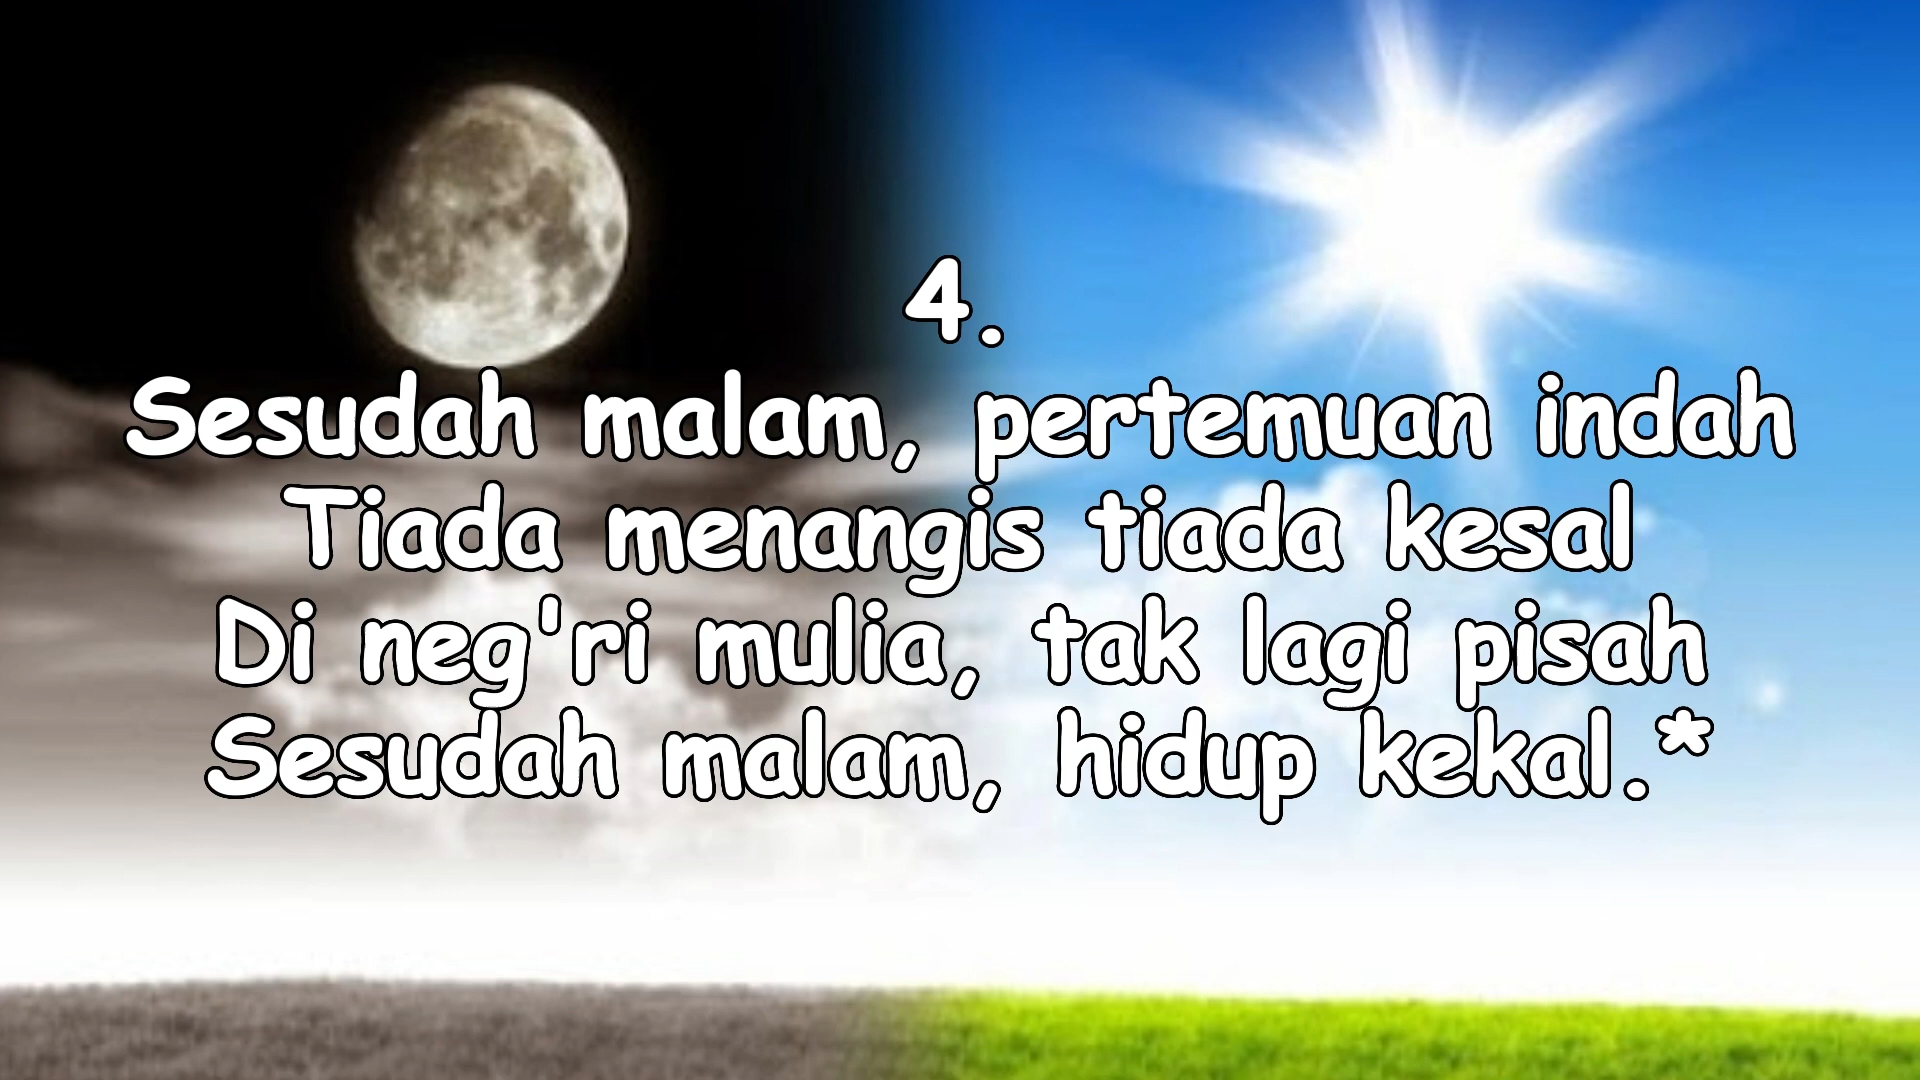 4.
Sesudah malam, pertemuan indah
Tiada menangis tiada kesal
Di neg'ri mulia, tak lagi pisah
Sesudah malam, hidup kekal.*